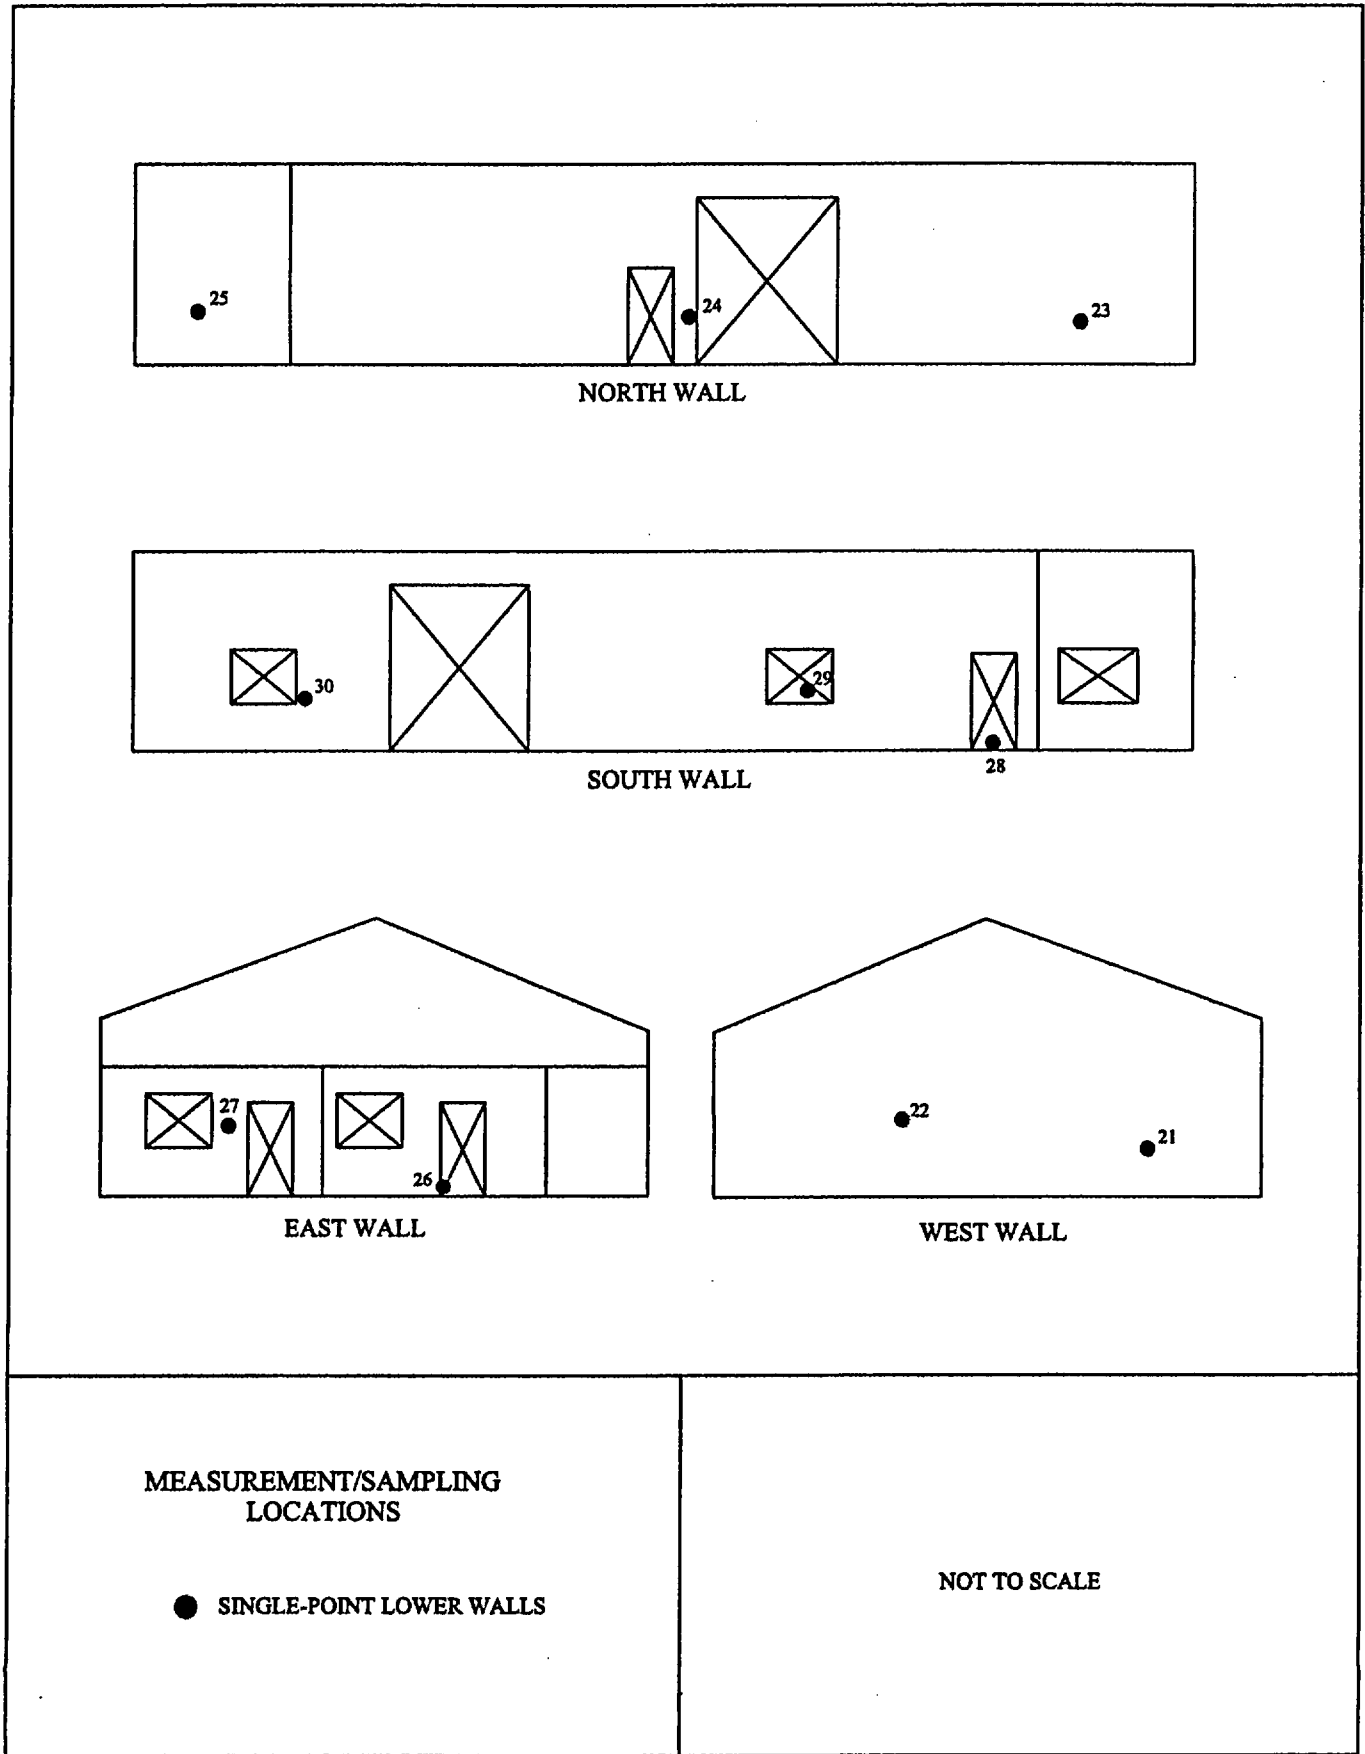 25
24
23
NORTH WALL
30
29
28
SOUTH WALL
27
26
EAST WALL
22
21
WEST WALL
MEASUREMENT/SAMPLING
LOCATIONS
SINGLE-POINT LOWER WALLS
NOT TO SCALE